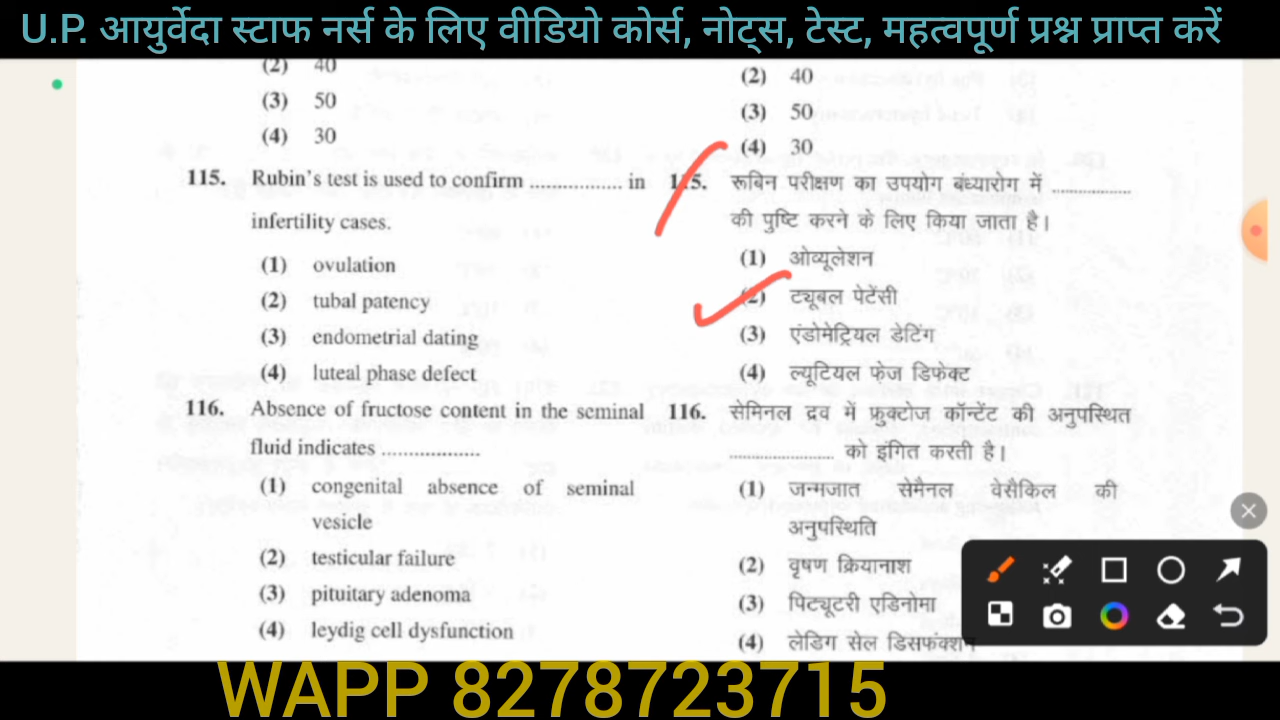 U.P. आयुर्वेदा स्टाफ नर्स के लिए वीडियो कोर्स, नोट्स, टेस्ट, महत्वपूर्ण प्रश्न प्राप्त करें
(2) 40
(3) 50
(4) 30
115. Rubin's test is used to confirm .................. in
infertility cases.
(1) ovulation
(2) tubal patency
(3) endometrial dating
(4) luteal phase defect
116. Absence of fructose content in the seminal
fluid indicates ...................
(1) congenital absence of seminal
vesicle
(2) testicular failure
(3) pituitary adenoma
(4) leydig cell dysfunction
(2) 40
(3) 50
(4) 30
115. रूबिन परीक्षण का उपयोग बंध्यारोग में ................
की पुष्टि करने के लिए किया जाता है।
(1) ओव्यूलेशन
(2) ट्यूबल पेटेंसी
(3) एंडोमेट्रियल डेटिंग
(4) ल्यूटियल फेज डिफेक्ट
116. सेमिनल द्रव में फ्रुक्टोज कॉन्टेंट की अनुपस्थित
..................... को इंगित करती है।
(1) जन्मजात सेमैनल वेसैकिल की
अनुपस्थिति
(2) वृषण क्रियानाश
(3) पिट्यूटरी एडिनोमा
(4) लेडिग सेल डिसफंक्शन
WAPP 8278723715